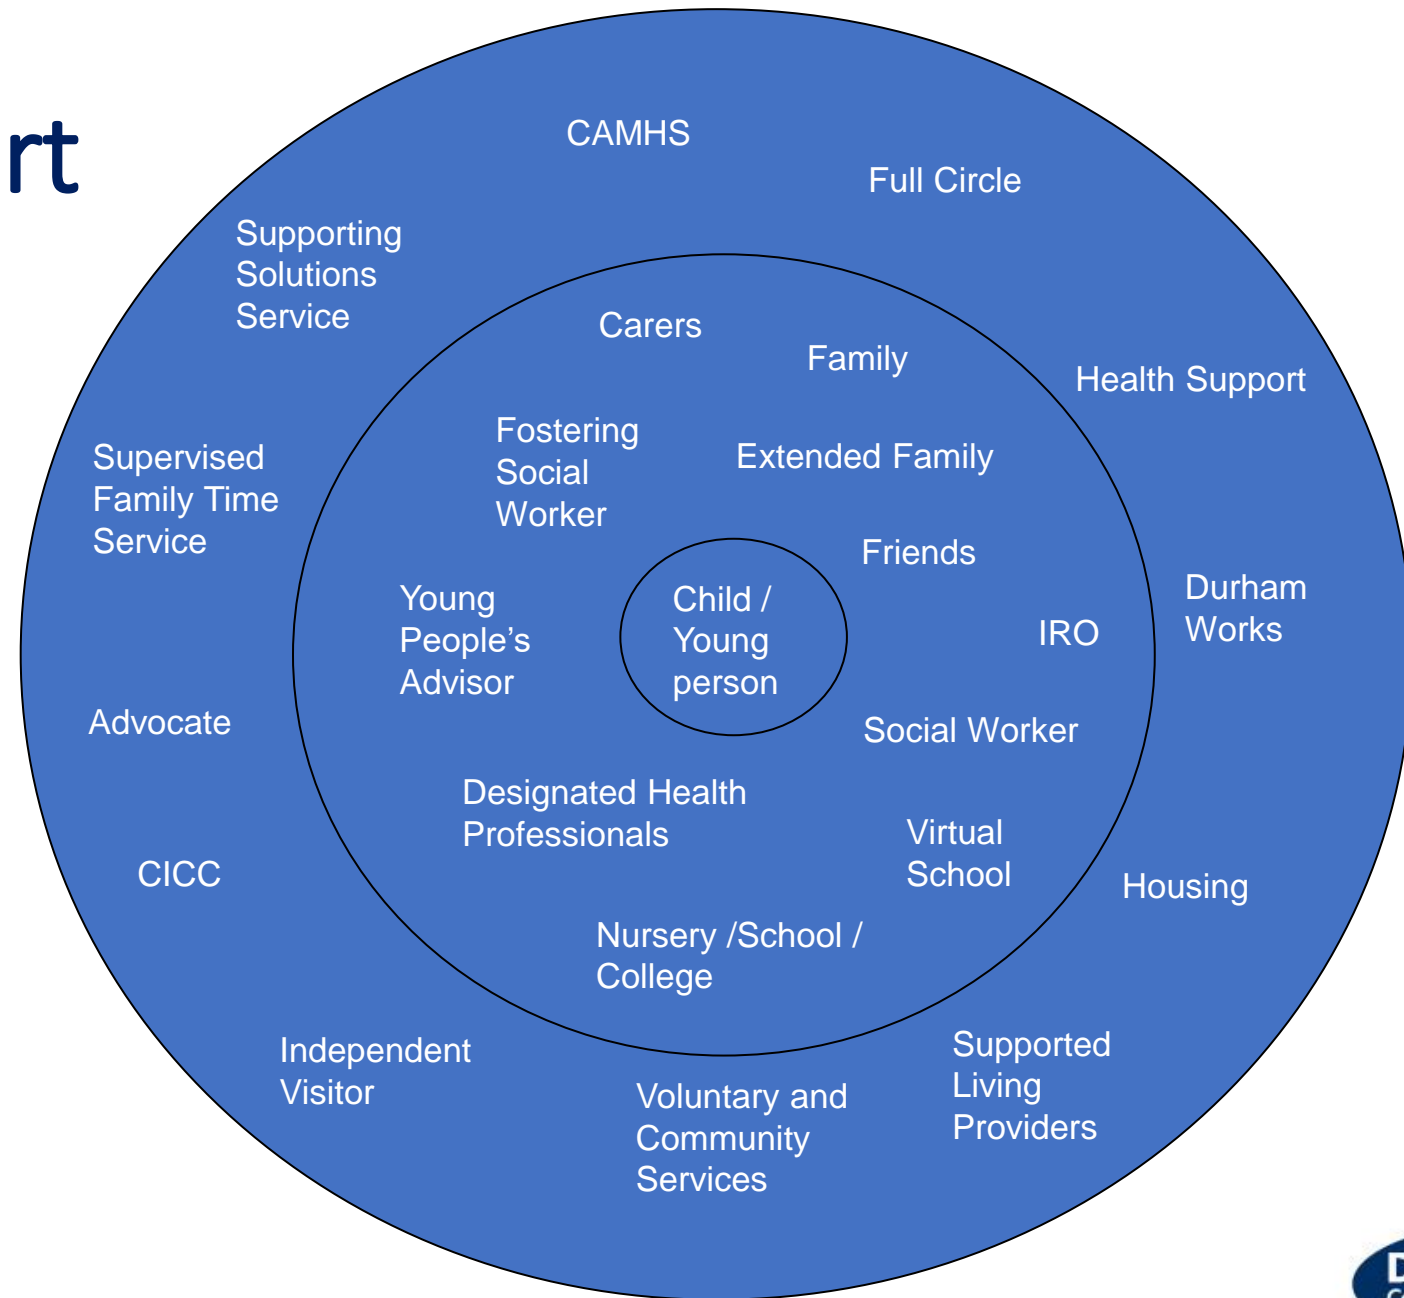 rt
CAMHS
Full Circle
Supporting
Solutions
Service
Carers
Family
Health Support
Fostering
Social
Worker
Extended Family
Supervised
Family Time
Service
Friends
Young
People’s
Advisor
Child /
Young
person
IRO
Durham
Works
Advocate
Social Worker
Designated Health
Professionals
Virtual
School
CICC
Housing
Nursery /School /
College
Independent
Visitor
Voluntary and
Community
Services
Supported
Living
Providers